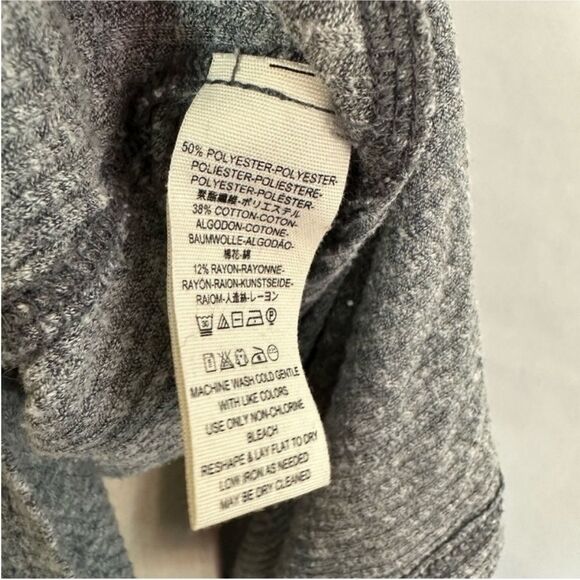 50% POLYESTER-POLYESTER-
POLIESTER-POLIESTERE-
POLYESTER-POLÉSTER-
聚酯纖維-ポリエステル
38% COTTON-COTON-
ALGODON-COTONE-
BAUMWOLLE-ALGODÃO-
棉花-綿
12% RAYON-RAYONNE-
RAYÓN-RAION-KUNSTSEIDE-
RAIOM-人造絲-レーヨン
MACHINE WASH COLD GENTLE
WITH LIKE COLORS
USE ONLY NON-CHLORINE
BLEACH
RESHAPE & LAY FLAT TO DRY
LOW IRON AS NEEDED
MAY BE DRY CLEANED